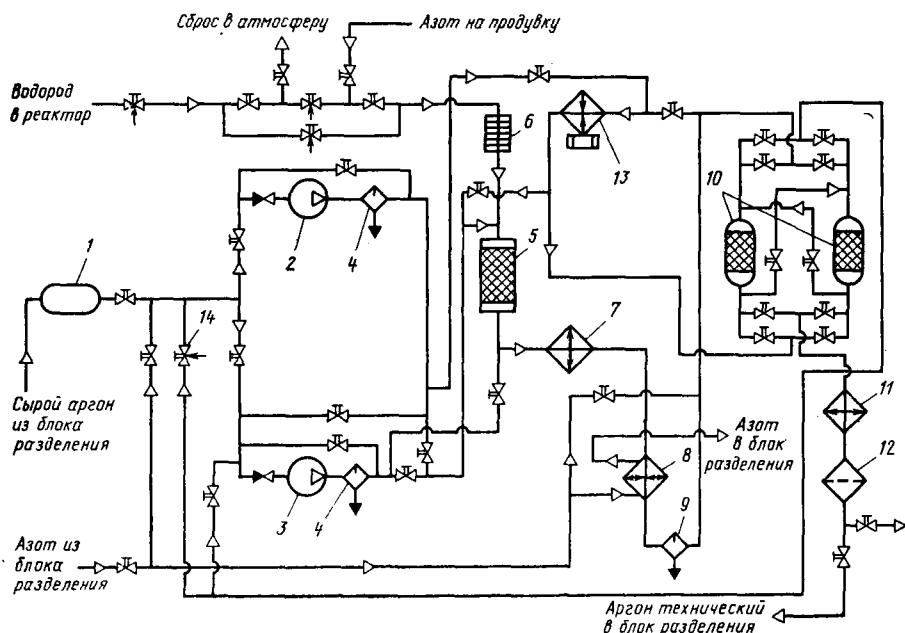 Сброс в атмосферу
Азот на продувку
Водород
в реактор
6
13
10
1
2
4
5
7
14
Сырой аргон
из блока
разделения
11
Азот
в блок
разделения
8
12
3
4
9
Азот из
блока
разделения
Аргон технический
в блок разделения